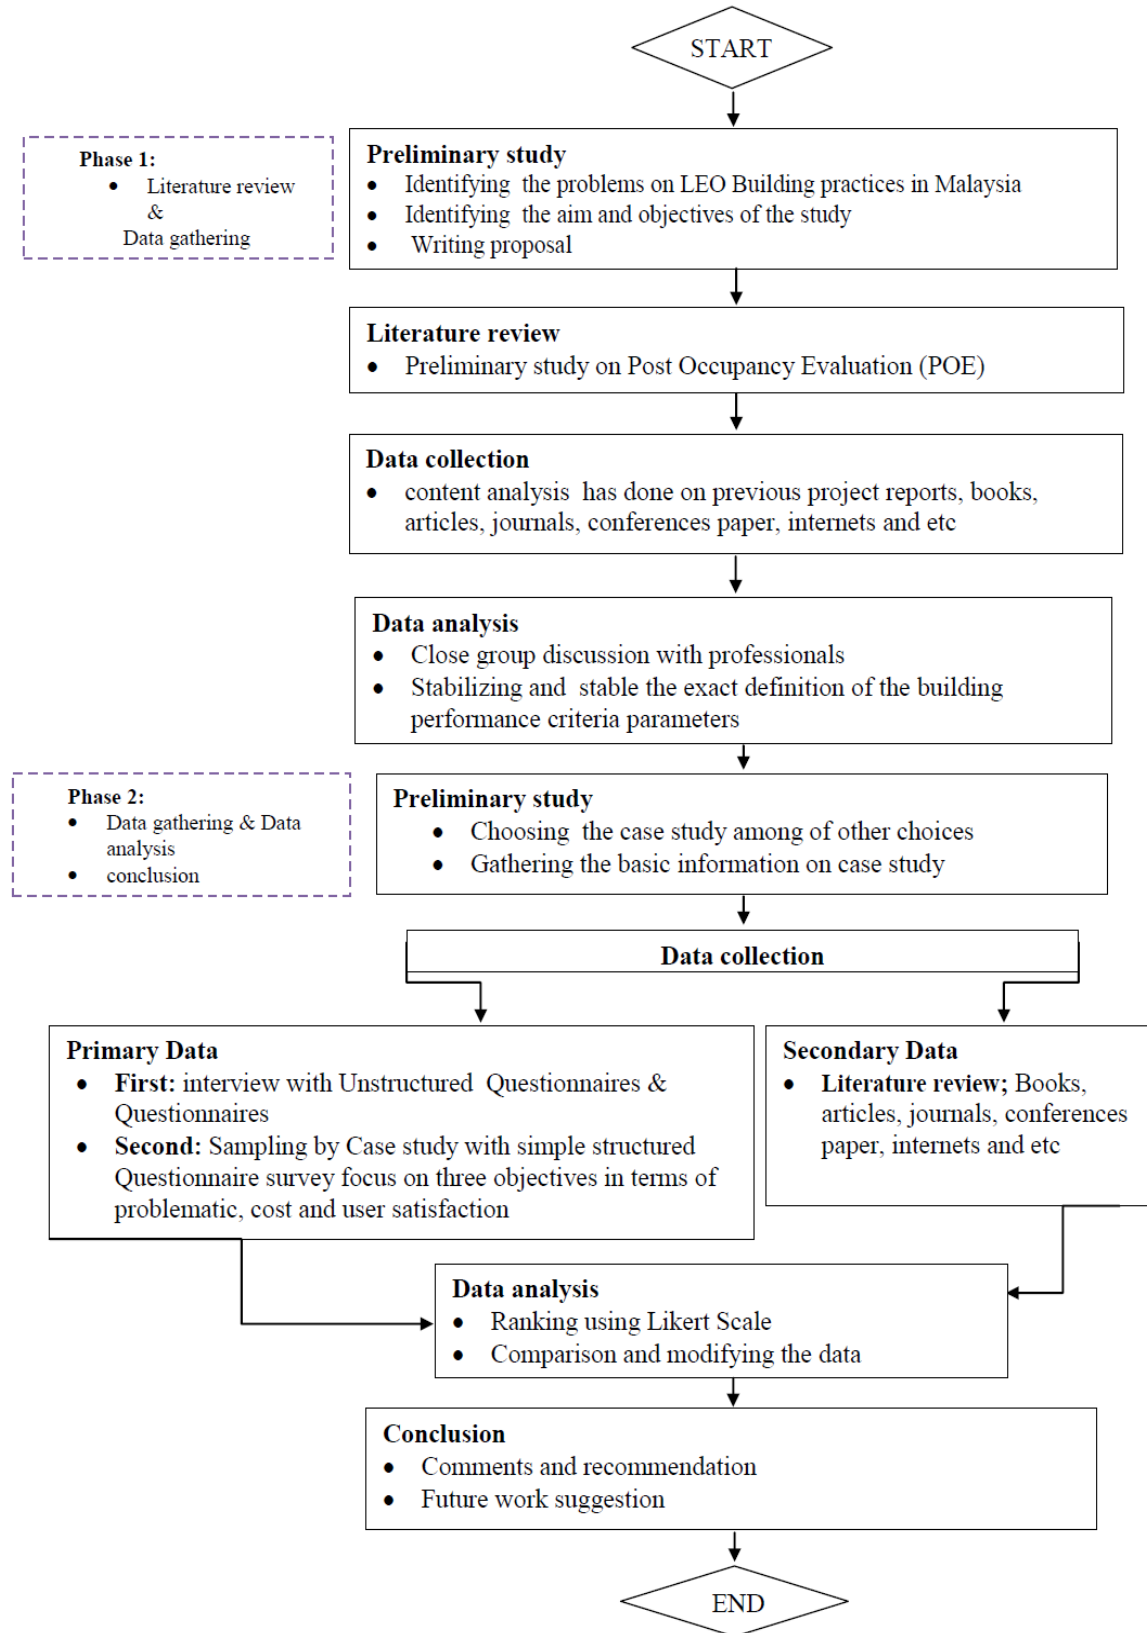 START
Phase 1:
• Literature review
&
Data gathering
Preliminary study
• Identifying the problems on LEO Building practices in Malaysia
• Identifying the aim and objectives of the study
• Writing proposal
Literature review
• Preliminary study on Post Occupancy Evaluation (POE)
Data collection
• content analysis has done on previous project reports, books,
articles, journals, conferences paper, internets and etc
Data analysis
• Close group discussion with professionals
• Stabilizing and stable the exact definition of the building
performance criteria parameters
Phase 2:
• Data gathering & Data
analysis
• conclusion
Preliminary study
• Choosing the case study among of other choices
• Gathering the basic information on case study
Data collection
Primary Data
• First: interview with Unstructured Questionnaires &
Questionnaires
• Second: Sampling by Case study with simple structured
Questionnaire survey focus on three objectives in terms of
problematic, cost and user satisfaction
Secondary Data
• Literature review; Books,
articles, journals, conferences
paper, internets and etc
Data analysis
• Ranking using Likert Scale
• Comparison and modifying the data
Conclusion
• Comments and recommendation
• Future work suggestion
END